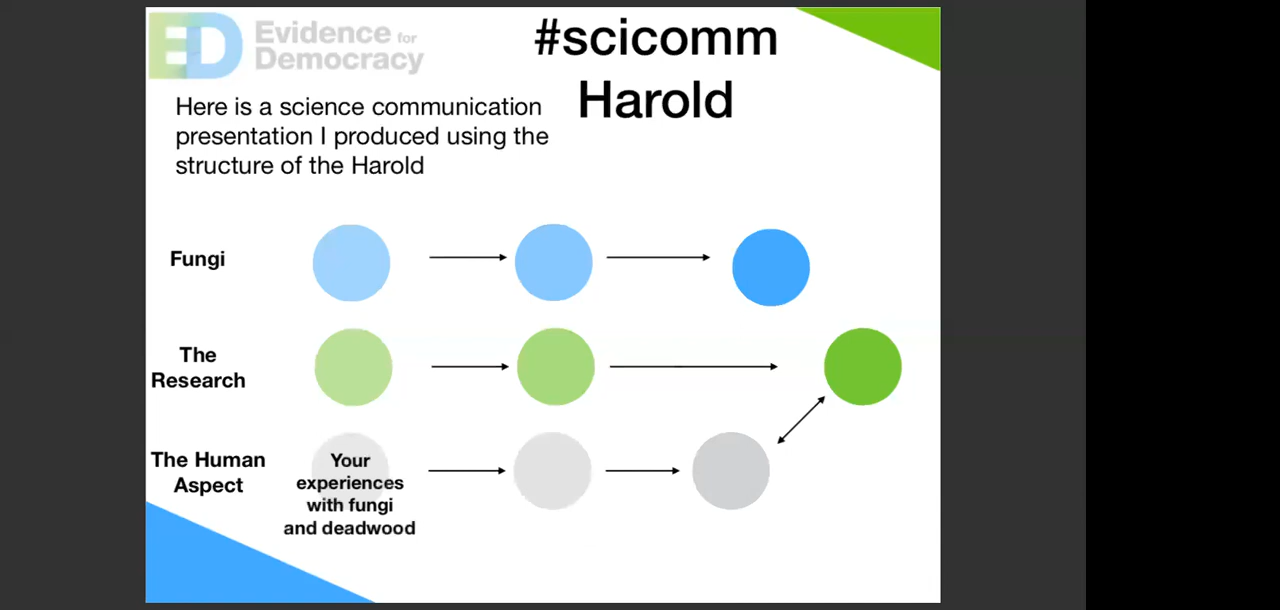 Evidence for
Democracy
#scicomm
Harold
Here is a science communication
presentation I produced using the
structure of the Harold
Fungi
The
Research
The Human
Aspect
Your
experiences
with fungi
and deadwood